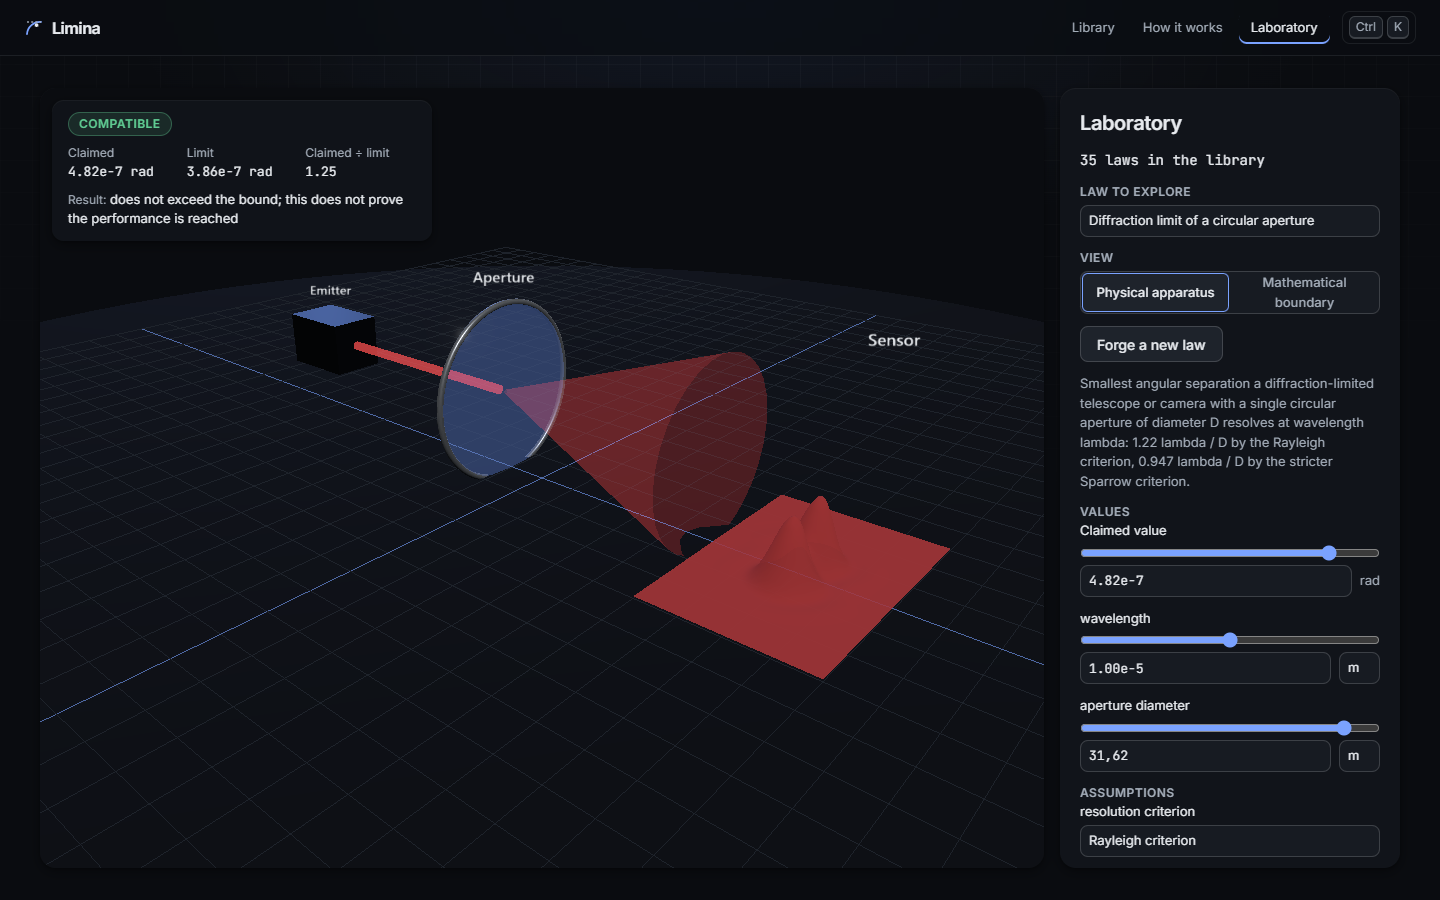 Limina
Library
How it works
Laboratory
Ctrl
K
COMPATIBLE
Claimed
Limit
Claimed ÷ limit
4.82e-7 rad
3.86e-7 rad
1.25
Result: does not exceed the bound; this does not prove
the performance is reached
Emitter
Aperture
Sensor
Laboratory
35 laws in the library
LAW TO EXPLORE
Diffraction limit of a circular aperture
VIEW
Physical apparatus
Mathematical
boundary
Forge a new law
Smallest angular separation a diffraction-limited
telescope or camera with a single circular
aperture of diameter D resolves at wavelength
lambda: 1.22 lambda / D by the Rayleigh
criterion, 0.947 lambda / D by the stricter
Sparrow criterion.
VALUES
Claimed value
4.82e-7
rad
wavelength
1.00e-5
m
aperture diameter
31,62
m
ASSUMPTIONS
resolution criterion
Rayleigh criterion